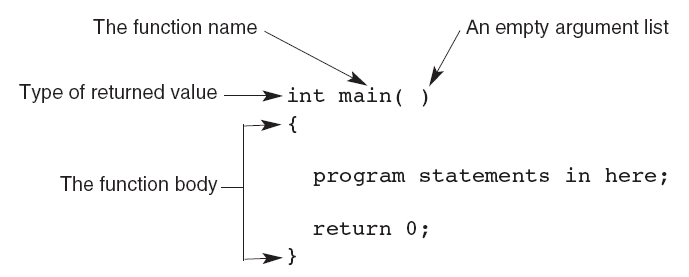 The function name
An empty argument list
Type of returned value
int main( )
{
The function body
program statements in here;
return 0;
}